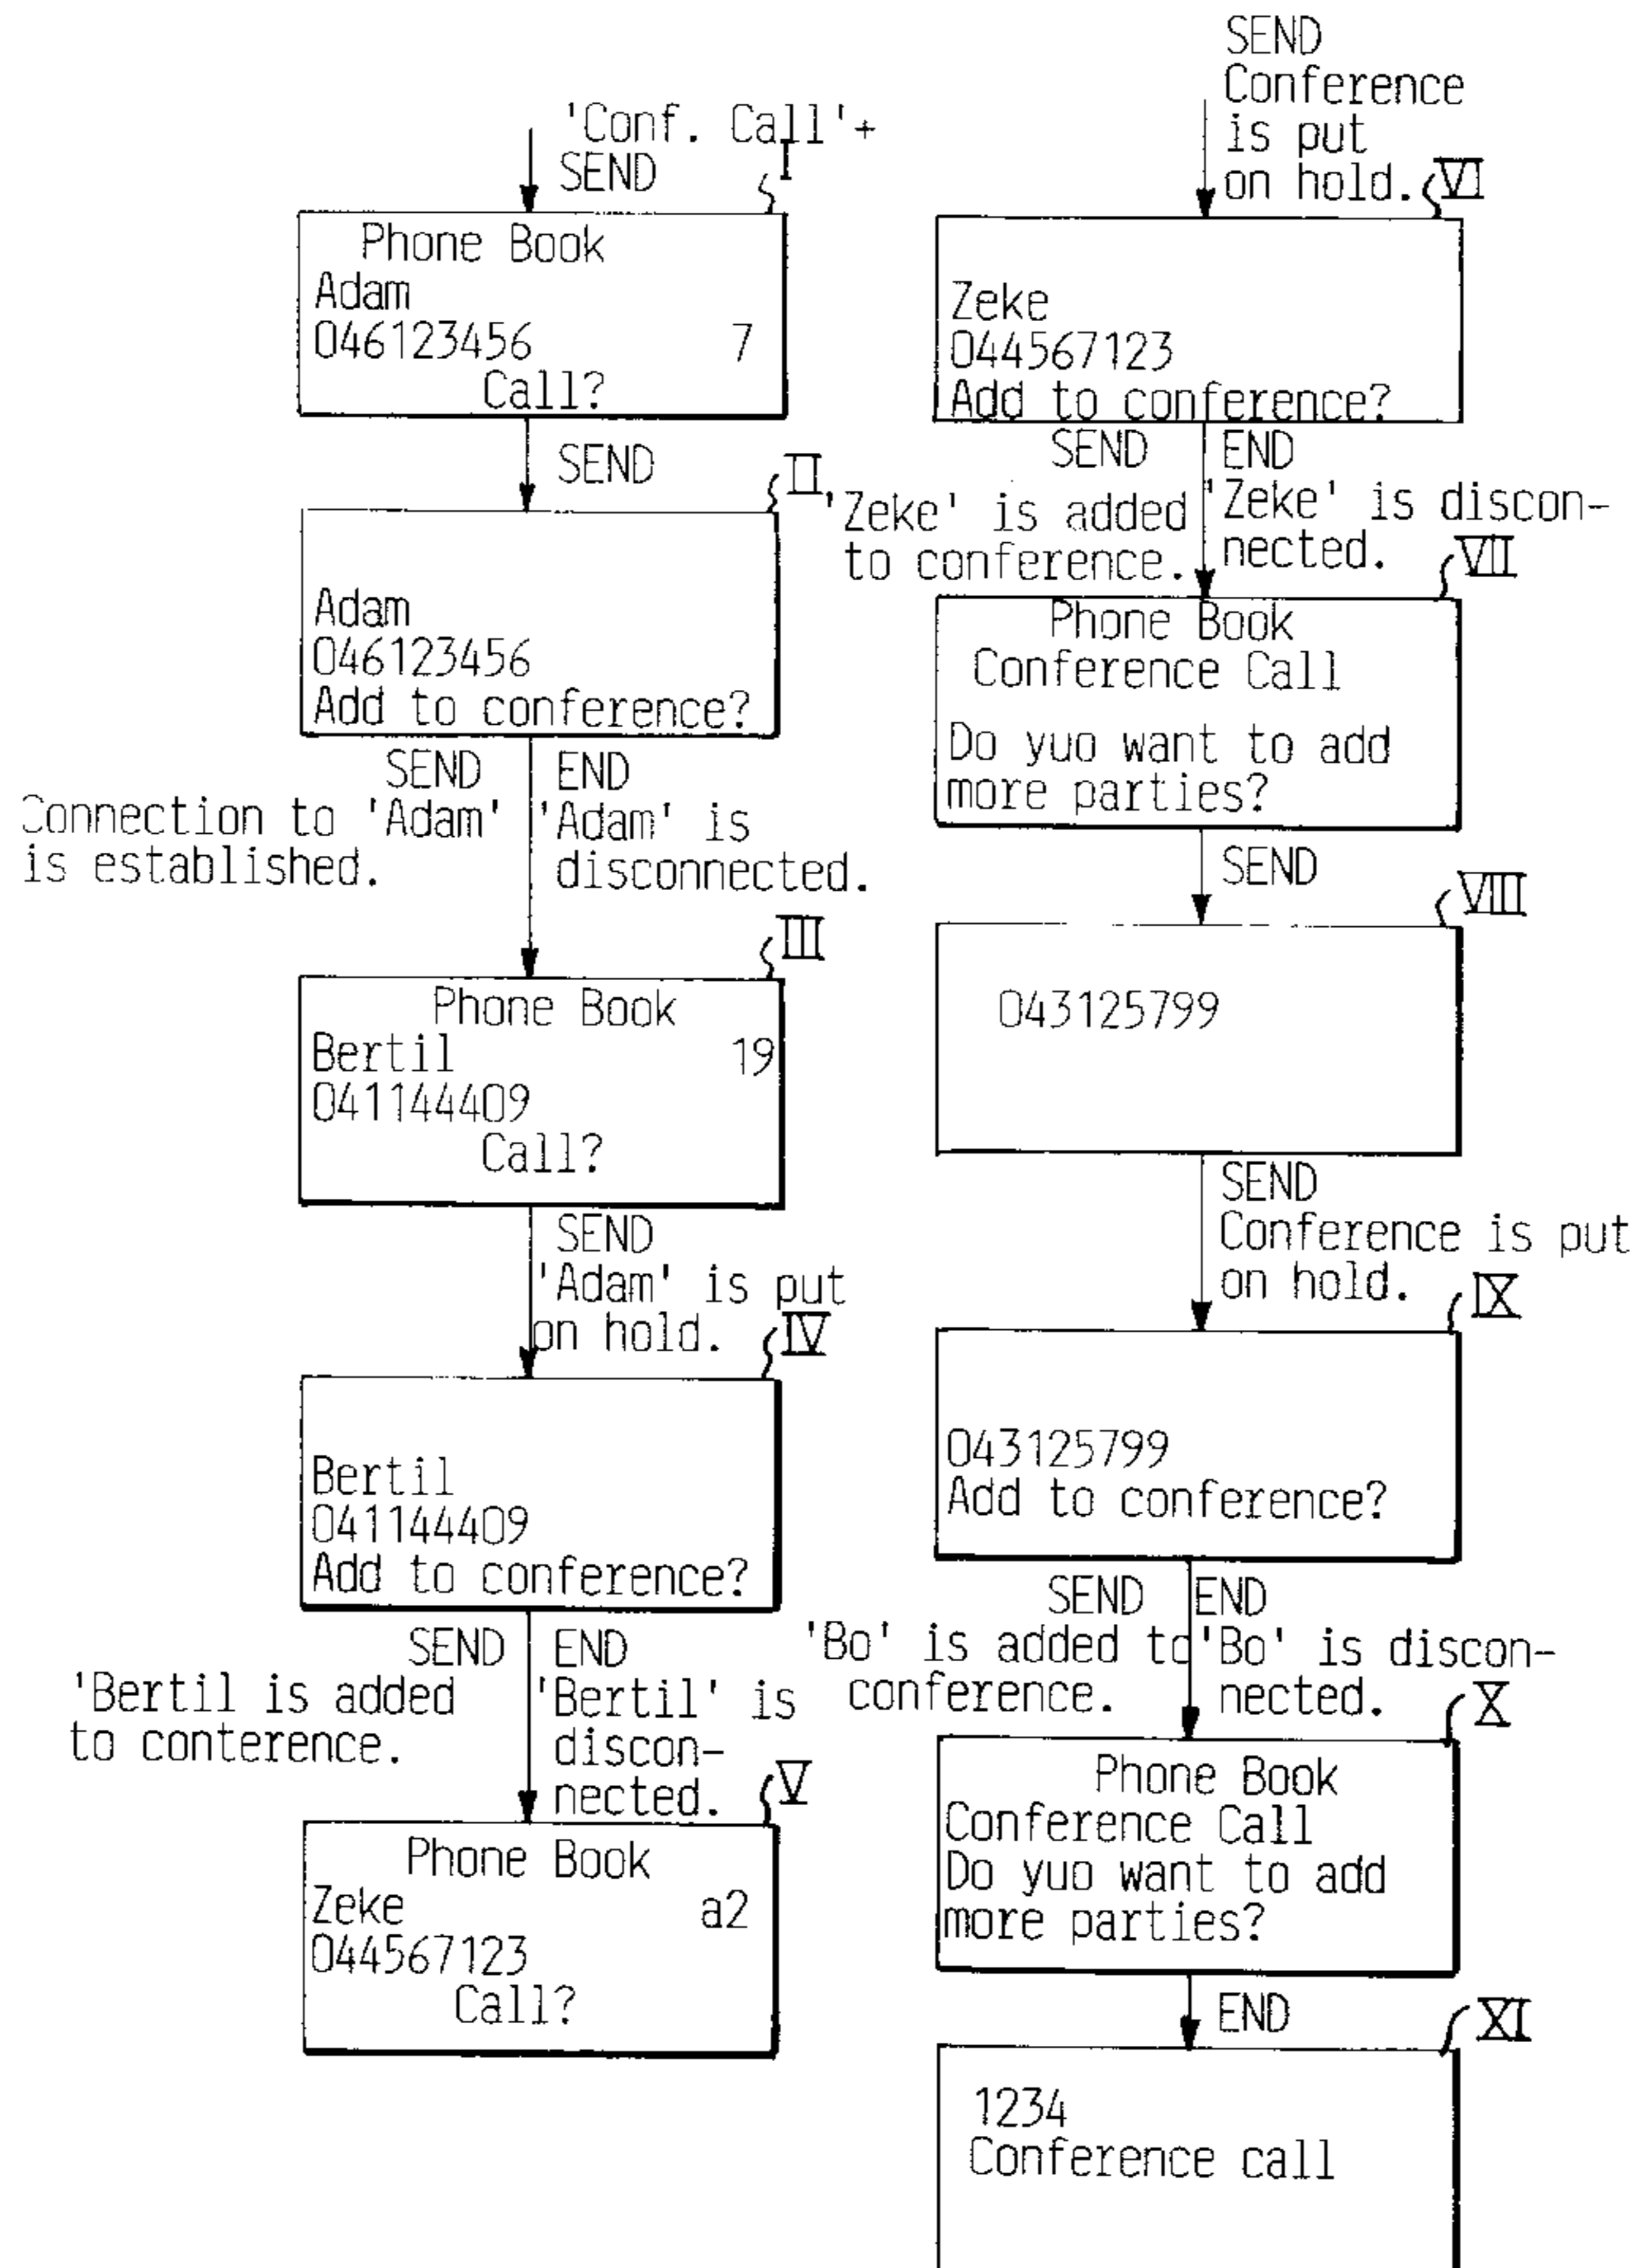 'Conf. Call'+
SEND
I
Phone Book
Adam
046123456 7
Call?
SEND
II
Adam
046123456
Add to conference?
SEND END
Connection to 'Adam'
is established.
'Adam' is
disconnected.
III
Phone Book
Bertil 19
041144409
Call?
SEND
'Adam' is put
on hold.
IV
Bertil
041144409
Add to conference?
SEND END
'Bertil is added
to conterence.
'Bertil' is
discon-
nected.
V
Phone Book
Zeke a2
044567123
Call?
SEND
Conference
is put
on hold.
VI
Zeke
044567123
Add to conference?
SEND END
'Zeke' is added
to conference.
'Zeke' is discon-
nected.
VII
Phone Book
Conference Call
Do yuo want to add
more parties?
SEND
VIII
043125799
SEND
Conference is put
on hold.
IX
043125799
Add to conference?
SEND END
'Bo' is added to
conference.
'Bo' is discon-
nected.
X
Phone Book
Conference Call
Do yuo want to add
more parties?
END
XI
1234
Conference call